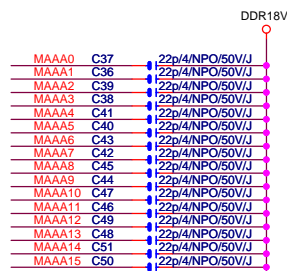 DDR18V
MAAA0 C37 22p/4/NPO/50V/J
MAAA1 C36 22p/4/NPO/50V/J
MAAA2 C39 22p/4/NPO/50V/J
MAAA3 C38 22p/4/NPO/50V/J
MAAA4 C41 22p/4/NPO/50V/J
MAAA5 C40 22p/4/NPO/50V/J
MAAA6 C43 22p/4/NPO/50V/J
MAAA7 C42 22p/4/NPO/50V/J
MAAA8 C45 22p/4/NPO/50V/J
MAAA9 C44 22p/4/NPO/50V/J
MAAA10 C47 22p/4/NPO/50V/J
MAAA11 C46 22p/4/NPO/50V/J
MAAA12 C49 22p/4/NPO/50V/J
MAAA13 C48 22p/4/NPO/50V/J
MAAA14 C51 22p/4/NPO/50V/J
MAAA15 C50 22p/4/NPO/50V/J